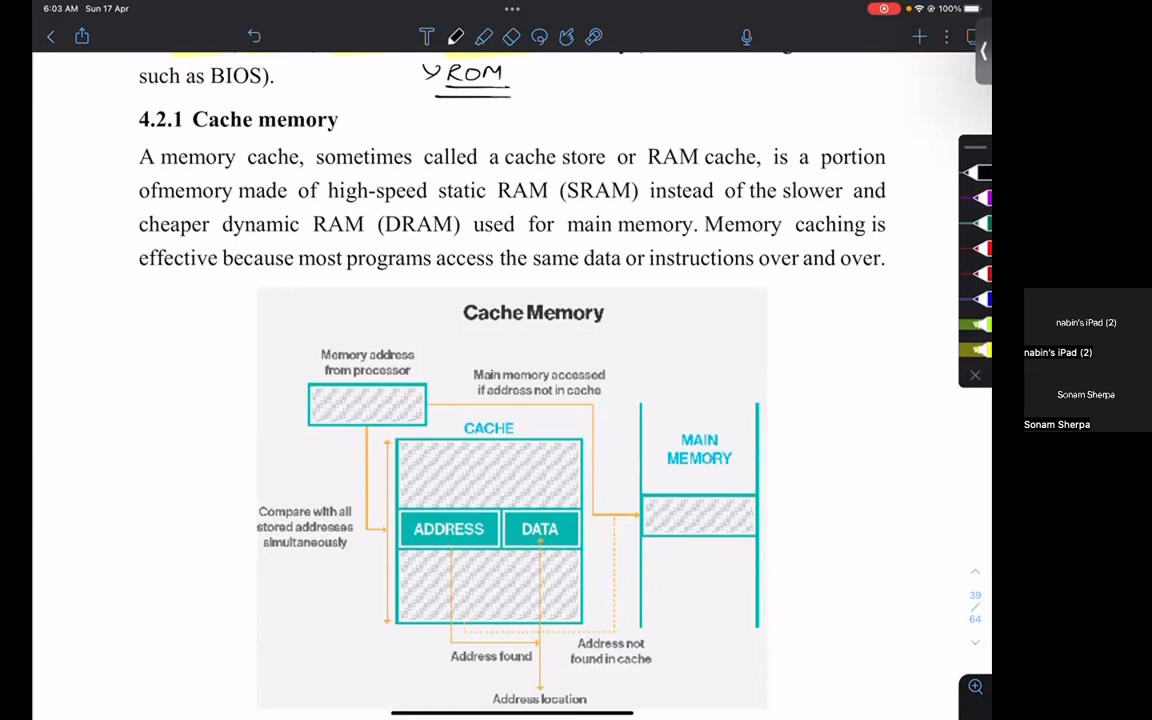 6:03 AM Sun 17 Apr
100%
such as BIOS).
ROM
4.2.1 Cache memory
A memory cache, sometimes called a cache store or RAM cache, is a portion
ofmemory made of high-speed static RAM (SRAM) instead of the slower and
cheaper dynamic RAM (DRAM) used for main memory. Memory caching is
effective because most programs access the same data or instructions over and over.
Cache Memory
Memory address
from processor
Main memory accessed
if address not in cache
CACHE
MAIN
MEMORY
Compare with all
stored addresses
simultaneously
ADDRESS
DATA
Address found
Address not
found in cache
Address location
39
/
64
nabin's iPad (2)
nabin's iPad (2)
Sonam Sherpa
Sonam Sherpa